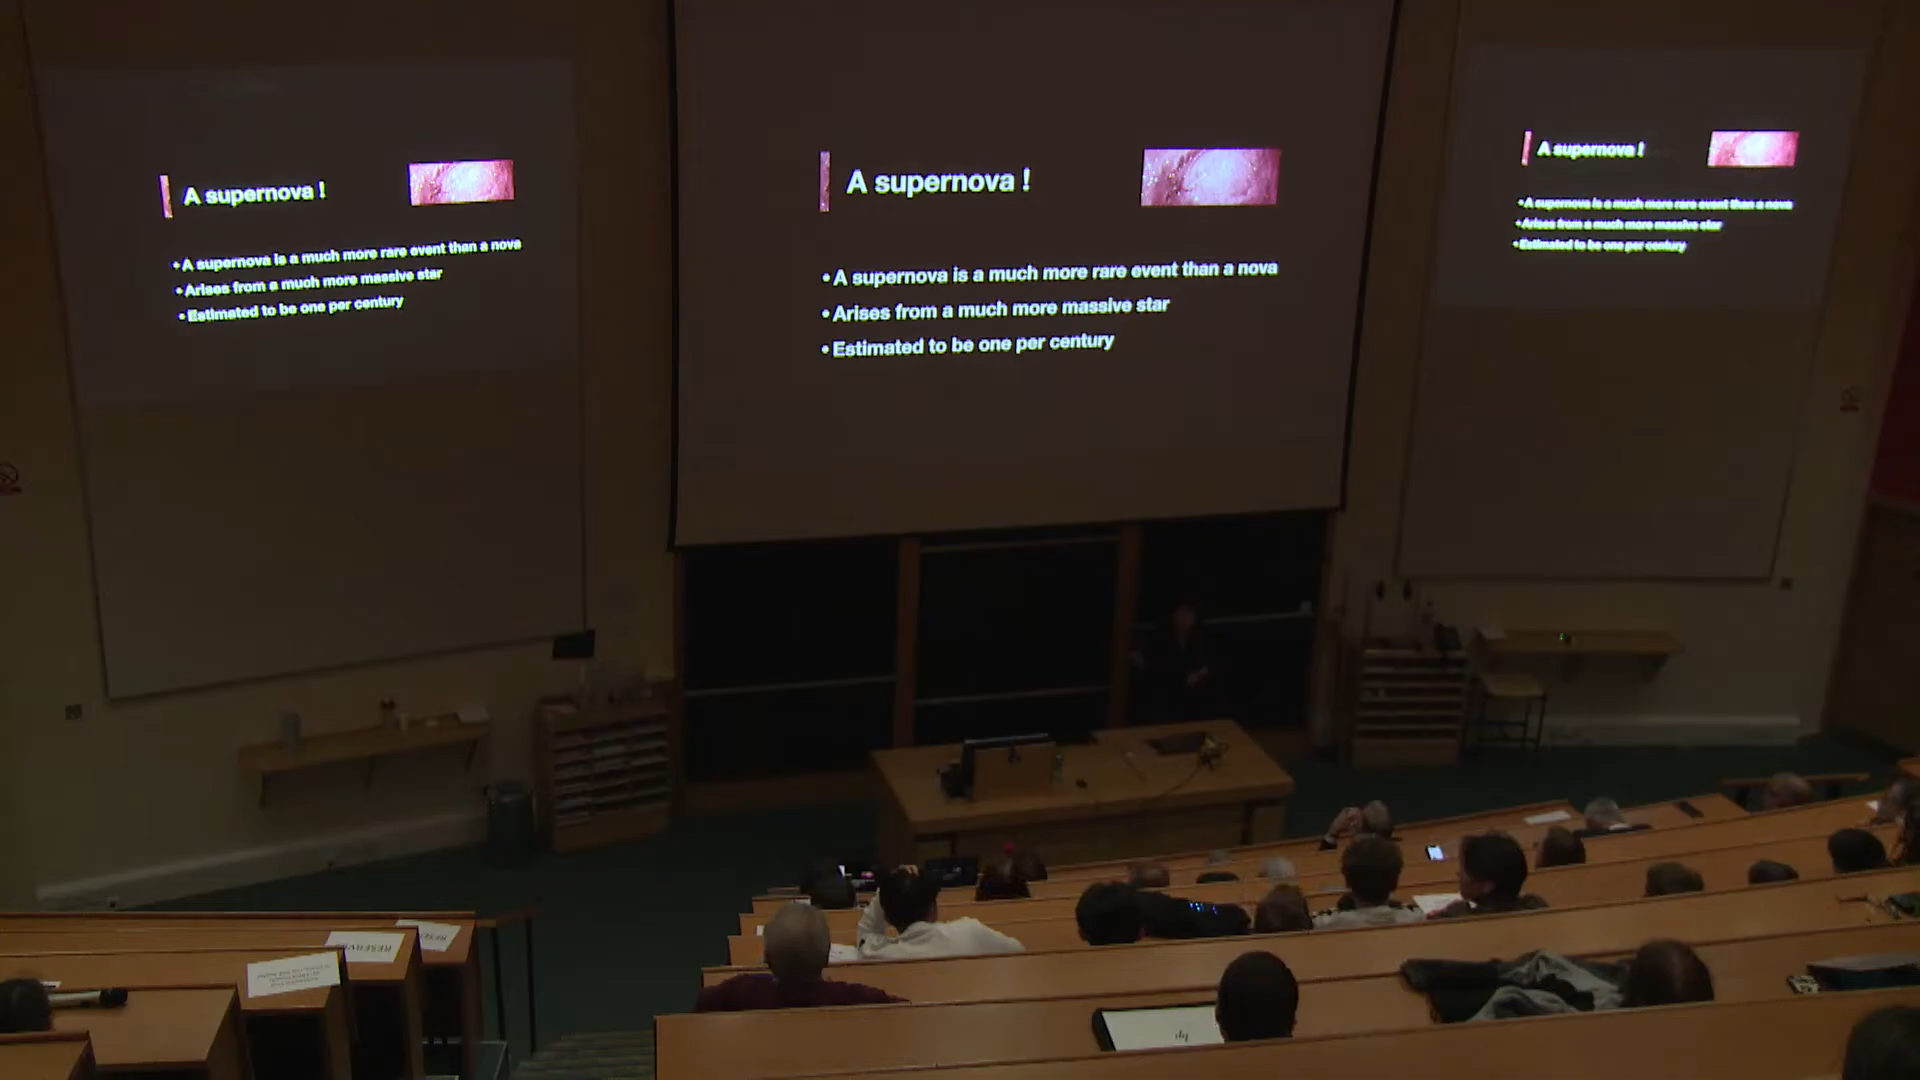 A supernova !
• A supernova is a much more rare event than a nova
• Arises from a much more massive star
• Estimated to be one per century
A supernova !
• A supernova is a much more rare event than a nova
• Arises from a much more massive star
• Estimated to be one per century
A supernova !
• A supernova is a much more rare event than a nova
• Arises from a much more massive star
• Estimated to be one per century
RESERVED